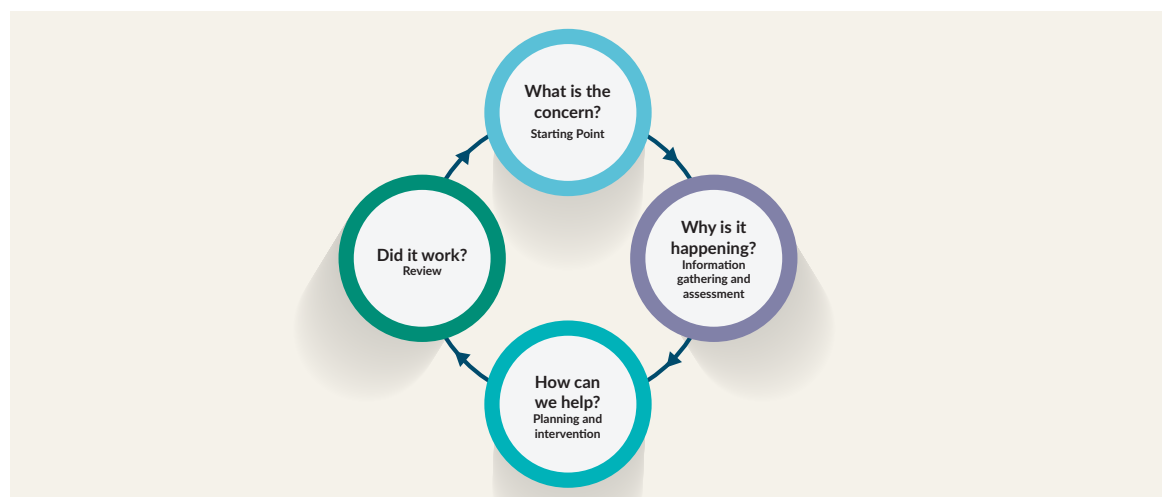 What is the
concern?
Starting Point
Why is it
happening?
Information
gathering and
assessment
How can
we help?
Planning and
intervention
Did it work?
Review